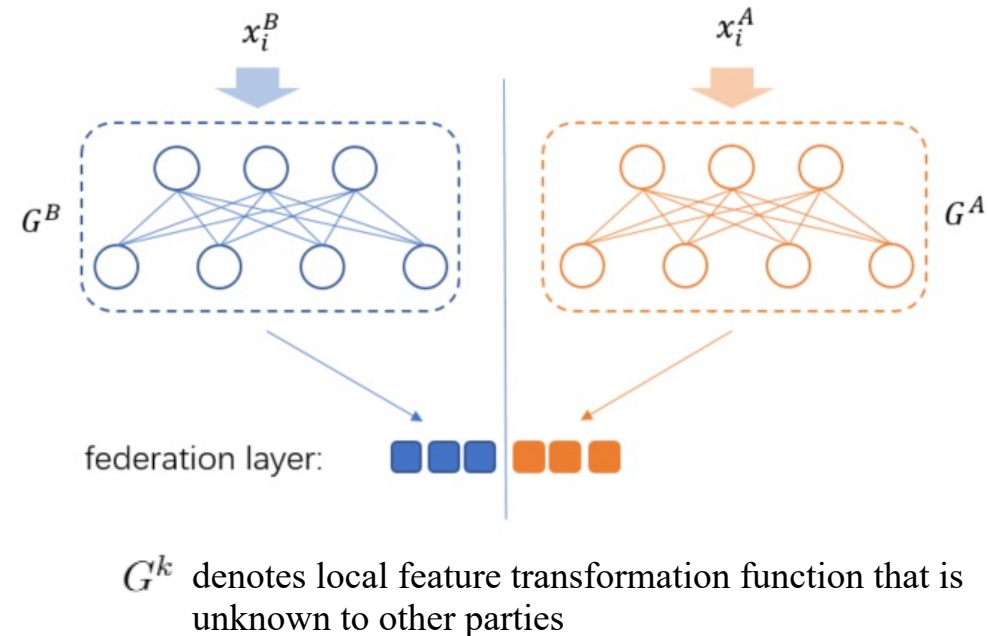 x_i^B
x_i^A
G^B
G^A
federation layer:
G^k denotes local feature transformation function that is
unknown to other parties